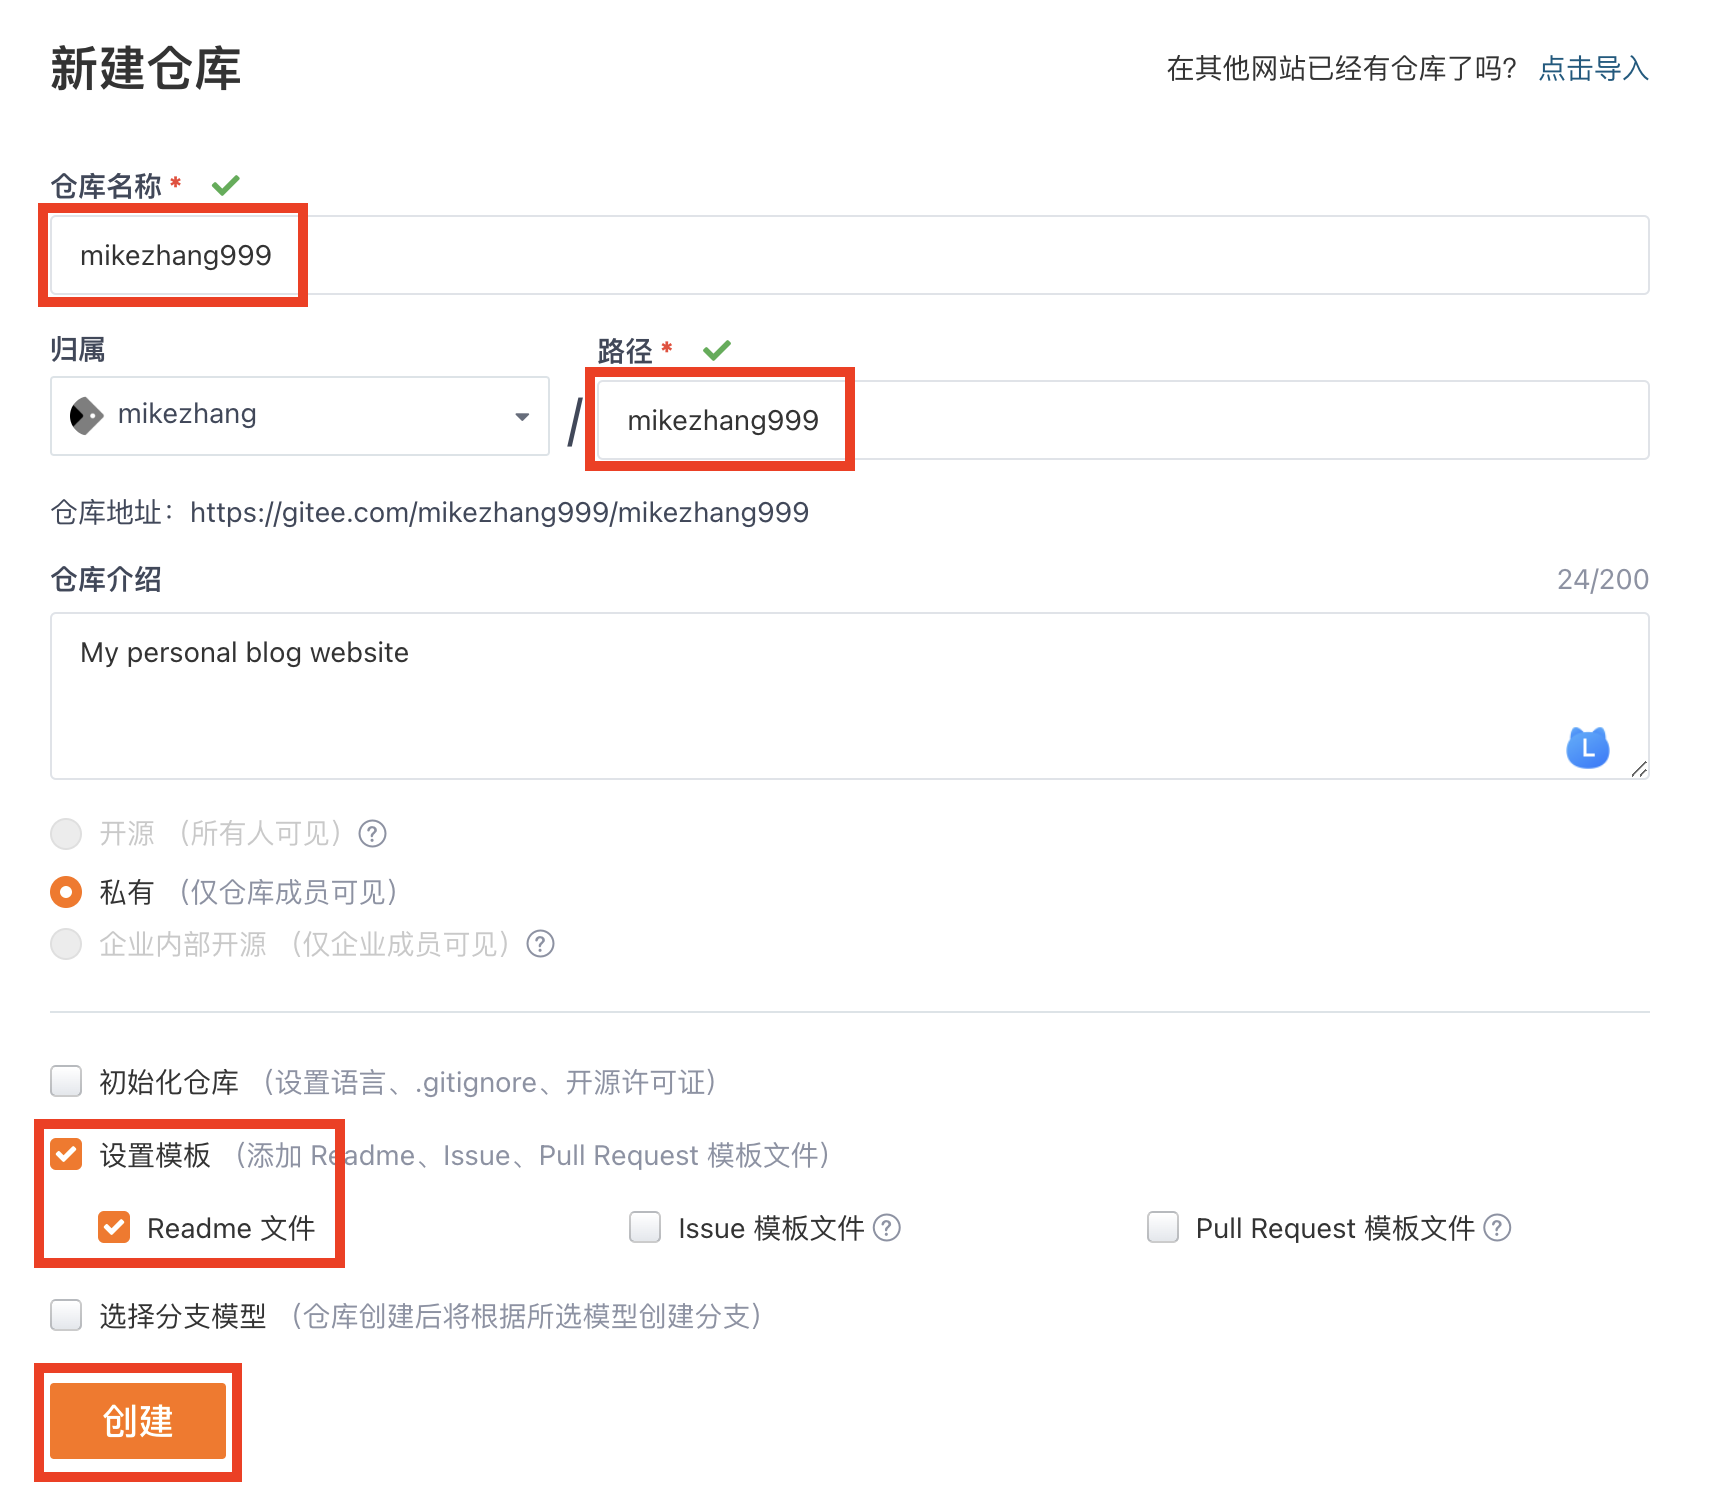 新建仓库
在其他网站已经有仓库了吗? 点击导入
仓库名称 *
mikezhang999
归属
路径 *
mikezhang / mikezhang999
仓库地址：https://gitee.com/mikezhang999/mikezhang999
仓库介绍 24/200
My personal blog website
L
开源 （所有人可见） ?
私有 （仅仓库成员可见）
企业内部开源 （仅企业成员可见） ?
初始化仓库 （设置语言、.gitignore、开源许可证）
设置模板 （添加 Readme、Issue、Pull Request 模板文件）
Readme 文件 Issue 模板文件 ? Pull Request 模板文件 ?
选择分支模型 （仓库创建后将根据所选模型创建分支）
创建